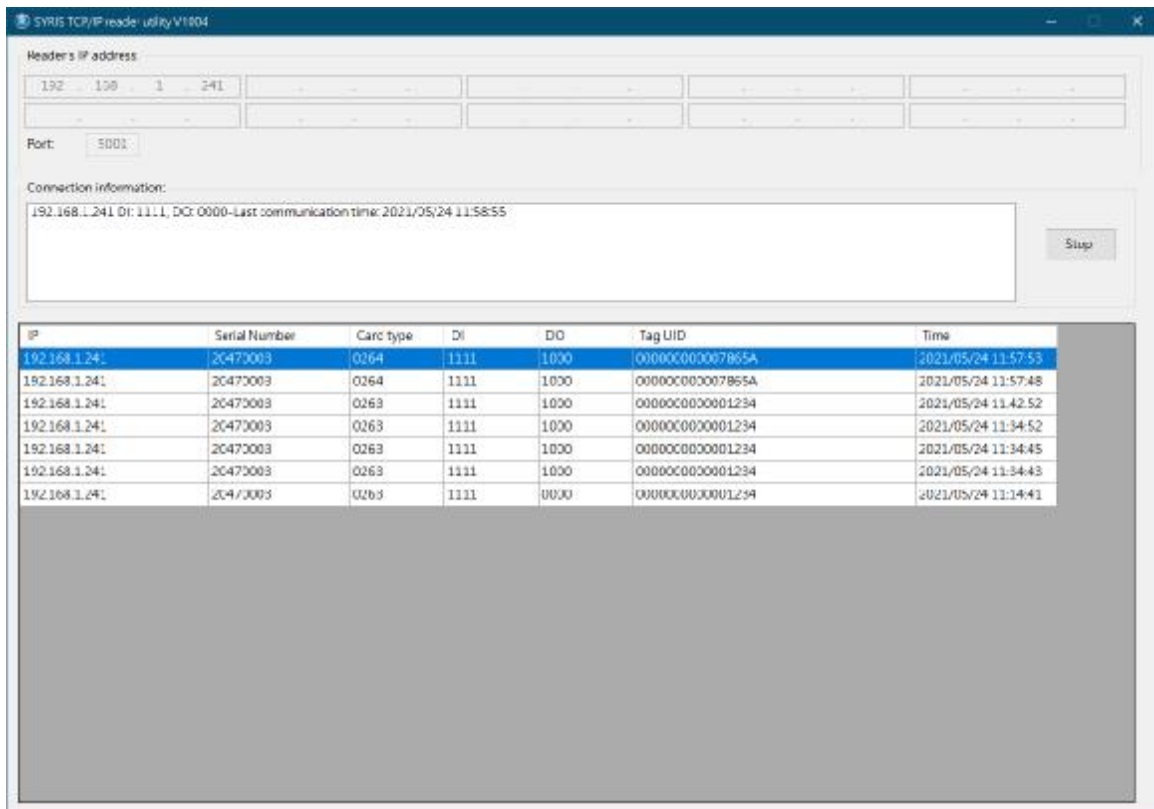 SYRIS TCP/IP reader utility V1004
Reader's IP address
192 . 168 . 1 . 241
Port: 5001
Connection information:
192.168.1.241 DI: 1111, DO: 0000-Last communication time: 2021/05/24 11:58:55
Stop
IP Serial Number Card type DI DO Tag UID Time
192.168.1.241 20470003 0264 1111 1000 000000000007865A 2021/05/24 11:57:53
192.168.1.241 20470003 0264 1111 1000 000000000007865A 2021/05/24 11:57:48
192.168.1.241 20470003 0263 1111 1000 0000000000001234 2021/05/24 11:42:52
192.168.1.241 20470003 0263 1111 1000 0000000000001234 2021/05/24 11:34:52
192.168.1.241 20470003 0263 1111 1000 0000000000001234 2021/05/24 11:34:45
192.168.1.241 20470003 0263 1111 1000 0000000000001234 2021/05/24 11:34:43
192.168.1.241 20470003 0263 1111 0000 0000000000001234 2021/05/24 11:14:41